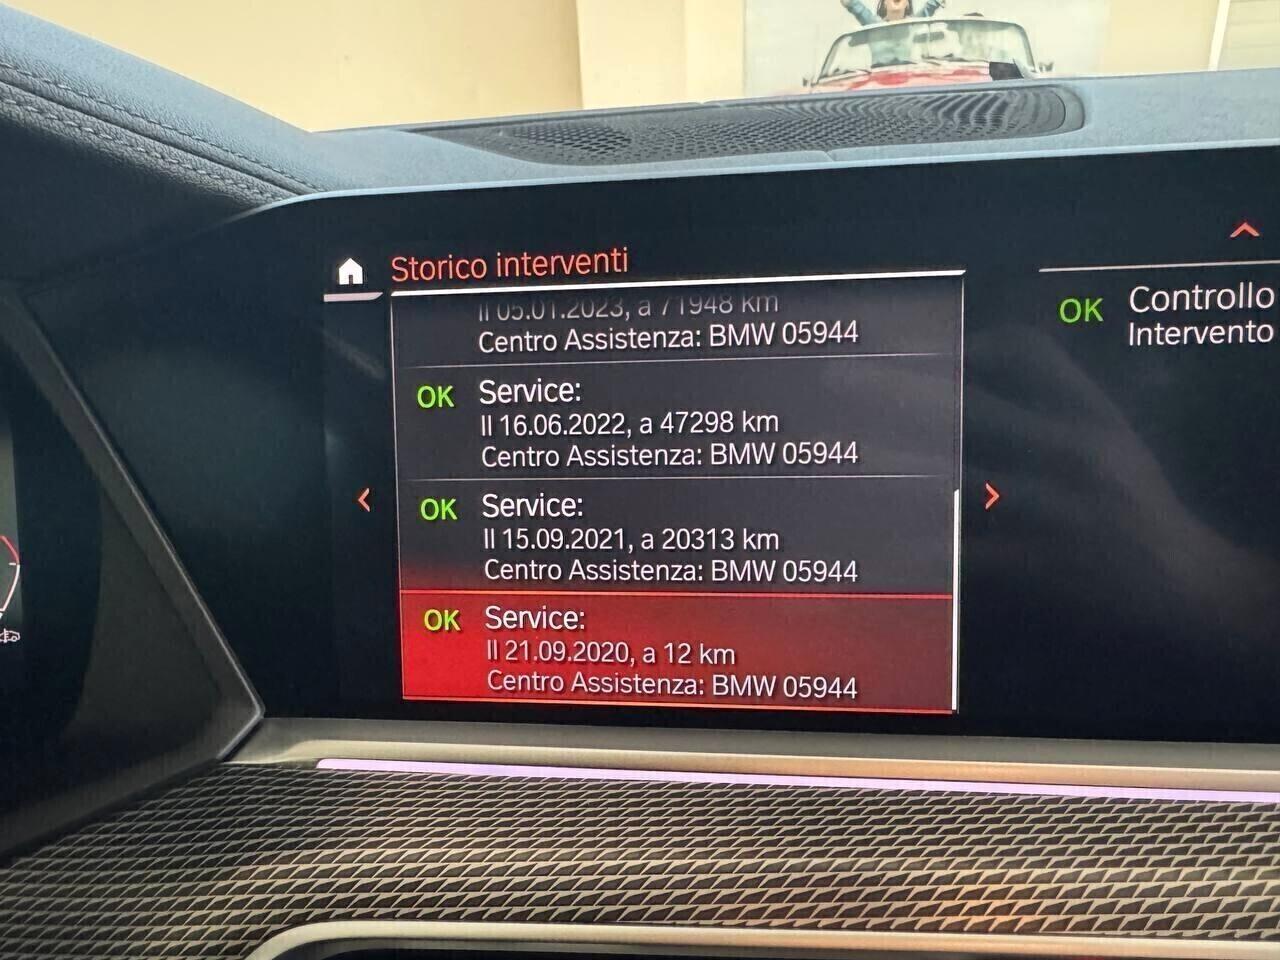 Storico interventi
Il 05.01.2023, a 71948 km
Centro Assistenza: BMW 05944
OK Service:
Il 16.06.2022, a 47298 km
Centro Assistenza: BMW 05944
OK Service:
Il 15.09.2021, a 20313 km
Centro Assistenza: BMW 05944
OK Service:
Il 21.09.2020, a 12 km
Centro Assistenza: BMW 05944
OK Controllo
Intervento